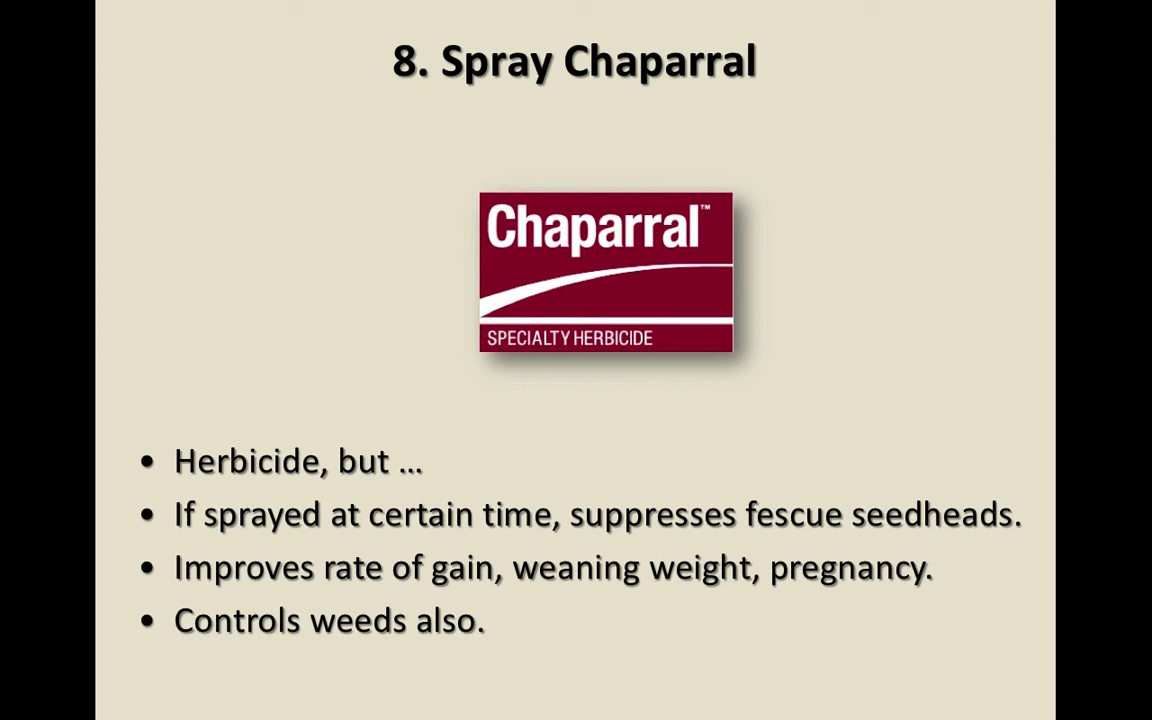 8. Spray Chaparral
Chaparral™
SPECIALTY HERBICIDE
• Herbicide, but ...
• If sprayed at certain time, suppresses fescue seedheads.
• Improves rate of gain, weaning weight, pregnancy.
• Controls weeds also.